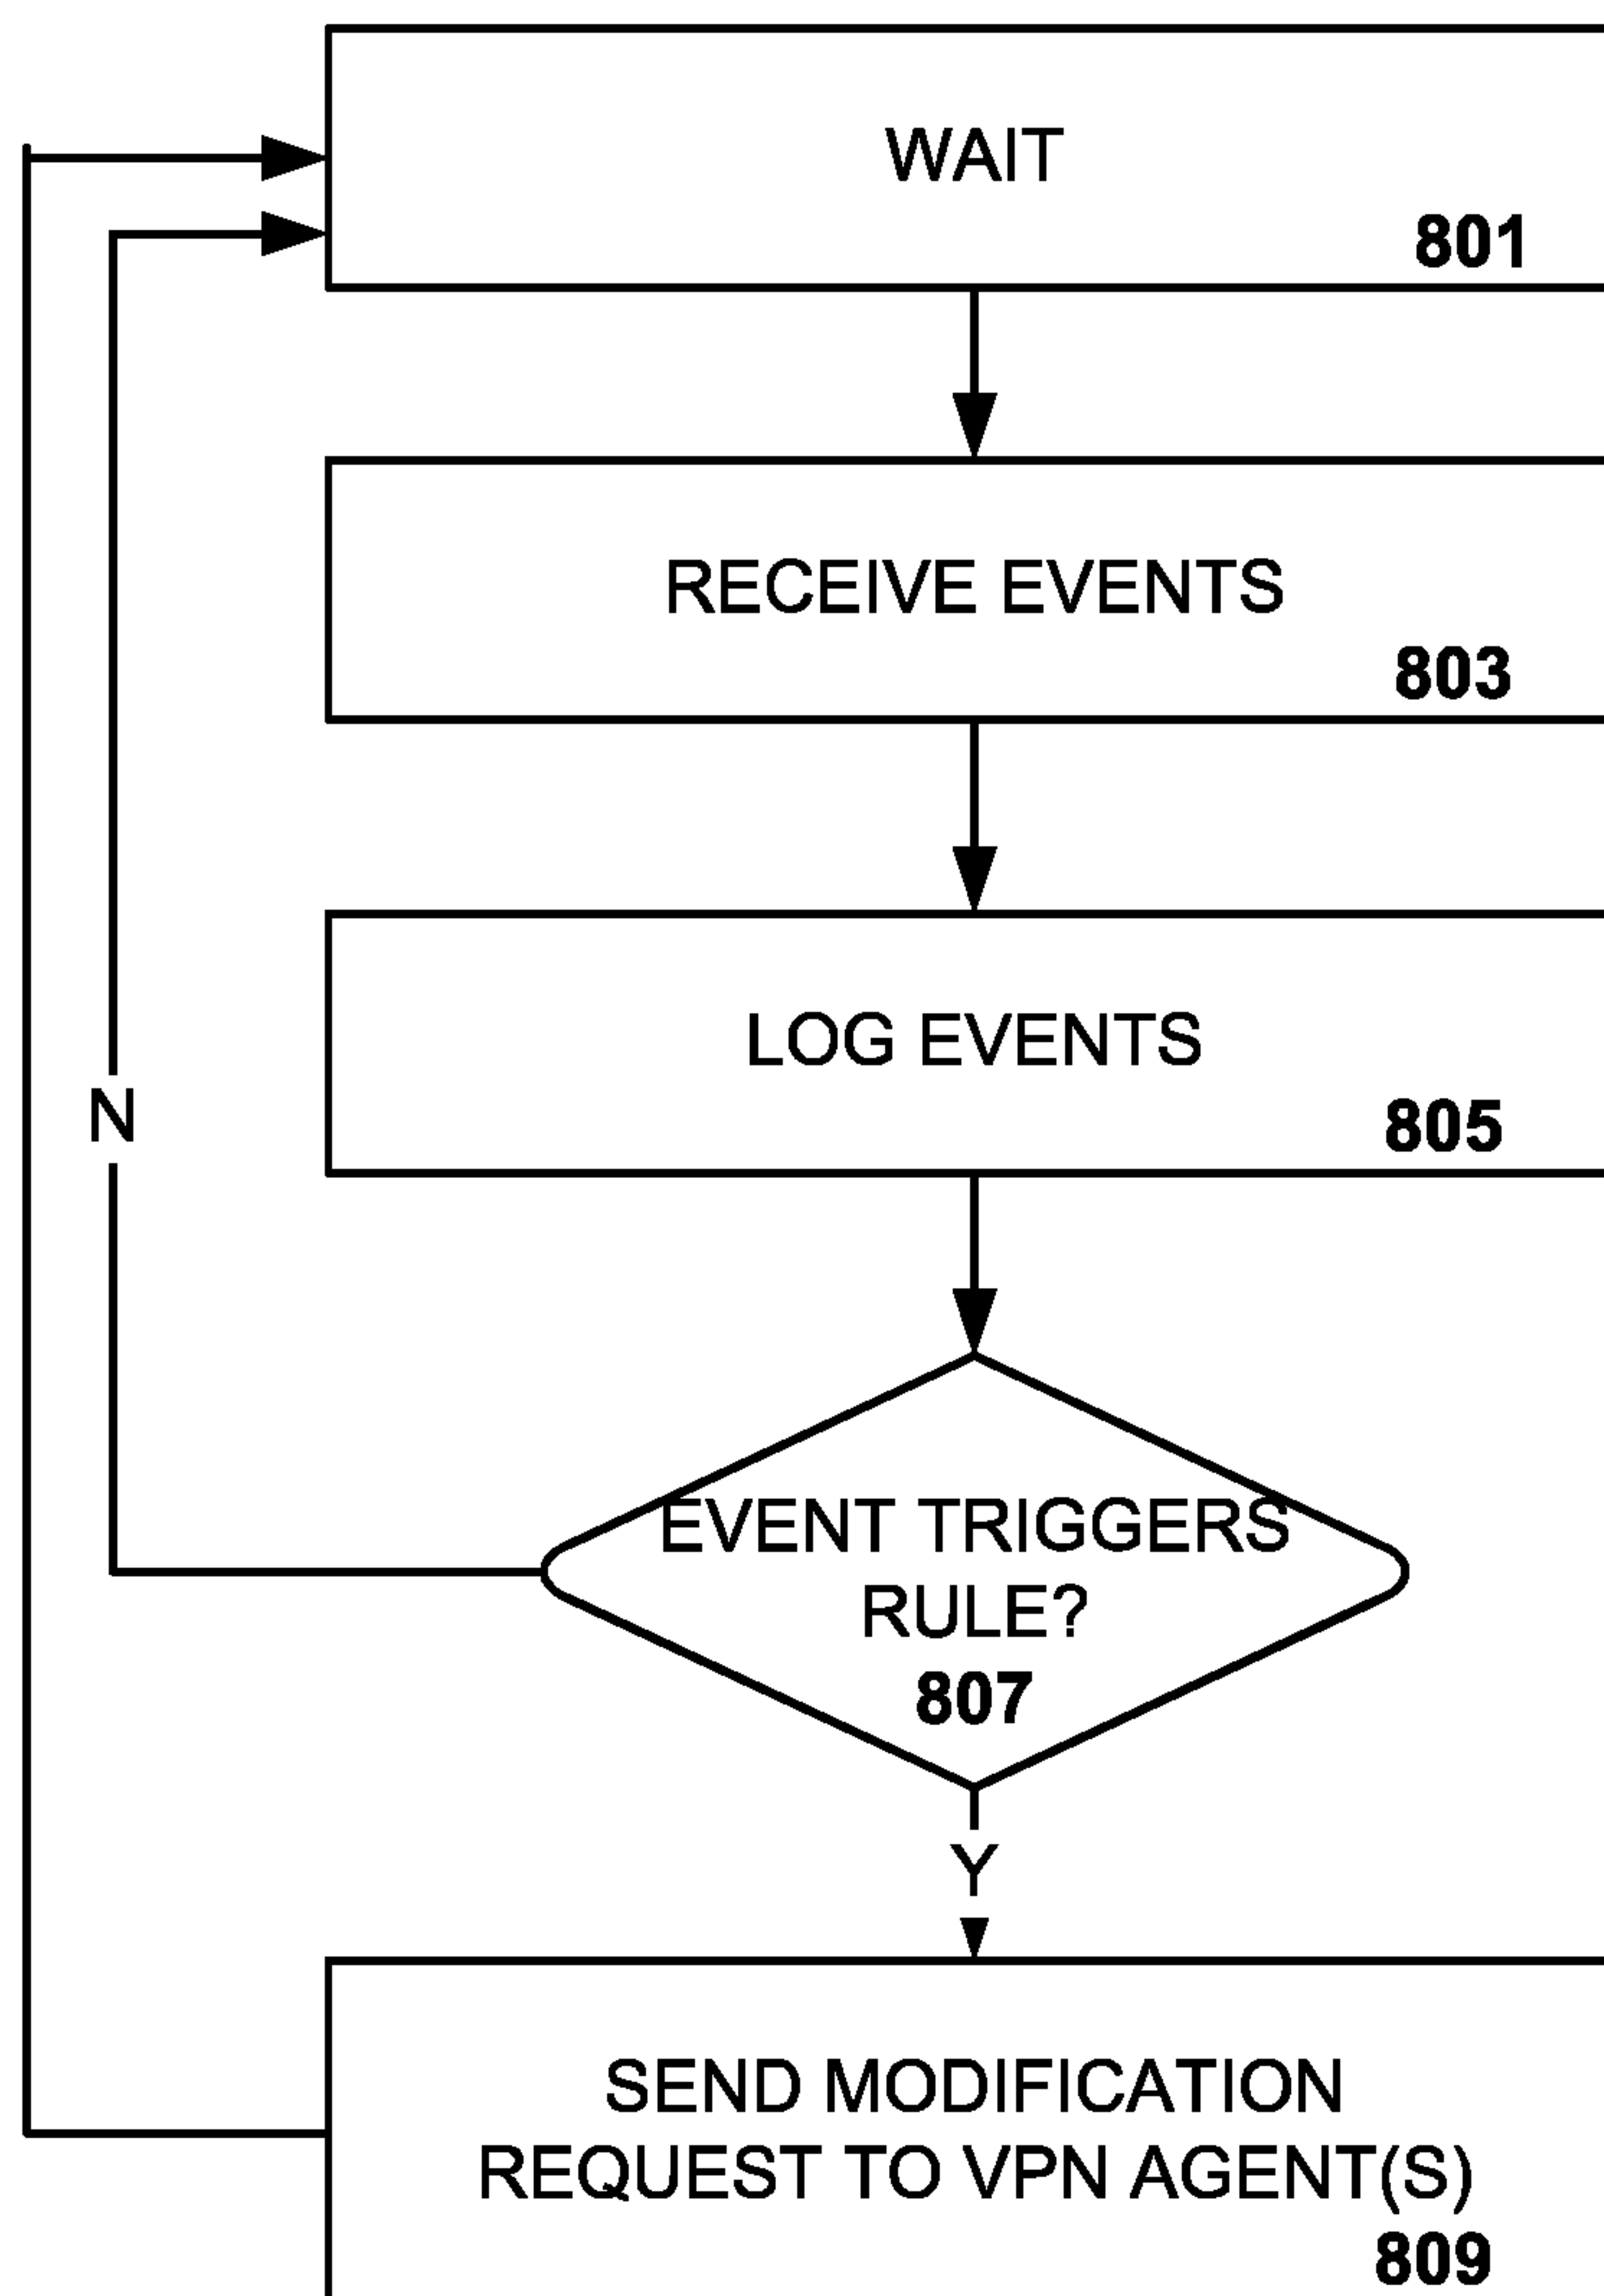 WAIT
801
RECEIVE EVENTS
803
LOG EVENTS
805
N
EVENT TRIGGERS
RULE?
807
Y
SEND MODIFICATION
REQUEST TO VPN AGENT(S)
809